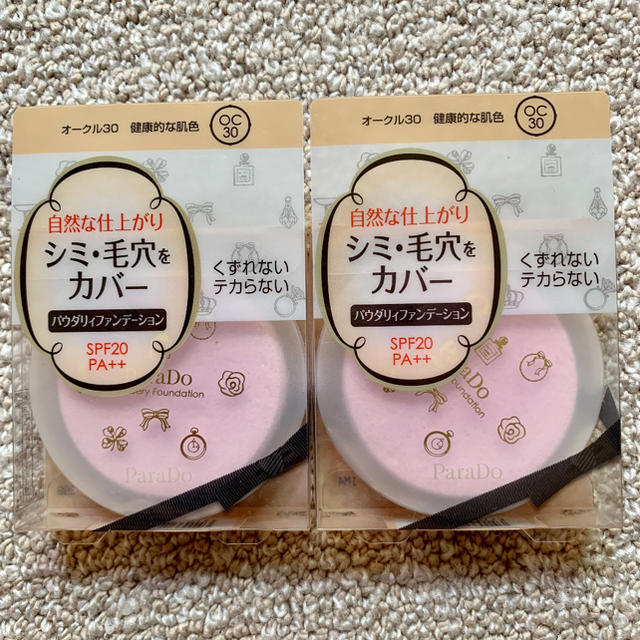 オークル30 健康的な肌色
OC
30
自然な仕上がり
シミ・毛穴を
カバー
パウダリィファンデーション
SPF20
PA++
くずれない
テカらない
ParaDo
Foundation
ParaDo
オークル30 健康的な肌色
OC
30
自然な仕上がり
シミ・毛穴を
カバー
パウダリィファンデーション
SPF20
PA++
くずれない
テカらない
ParaDo
Foundation
ParaDo